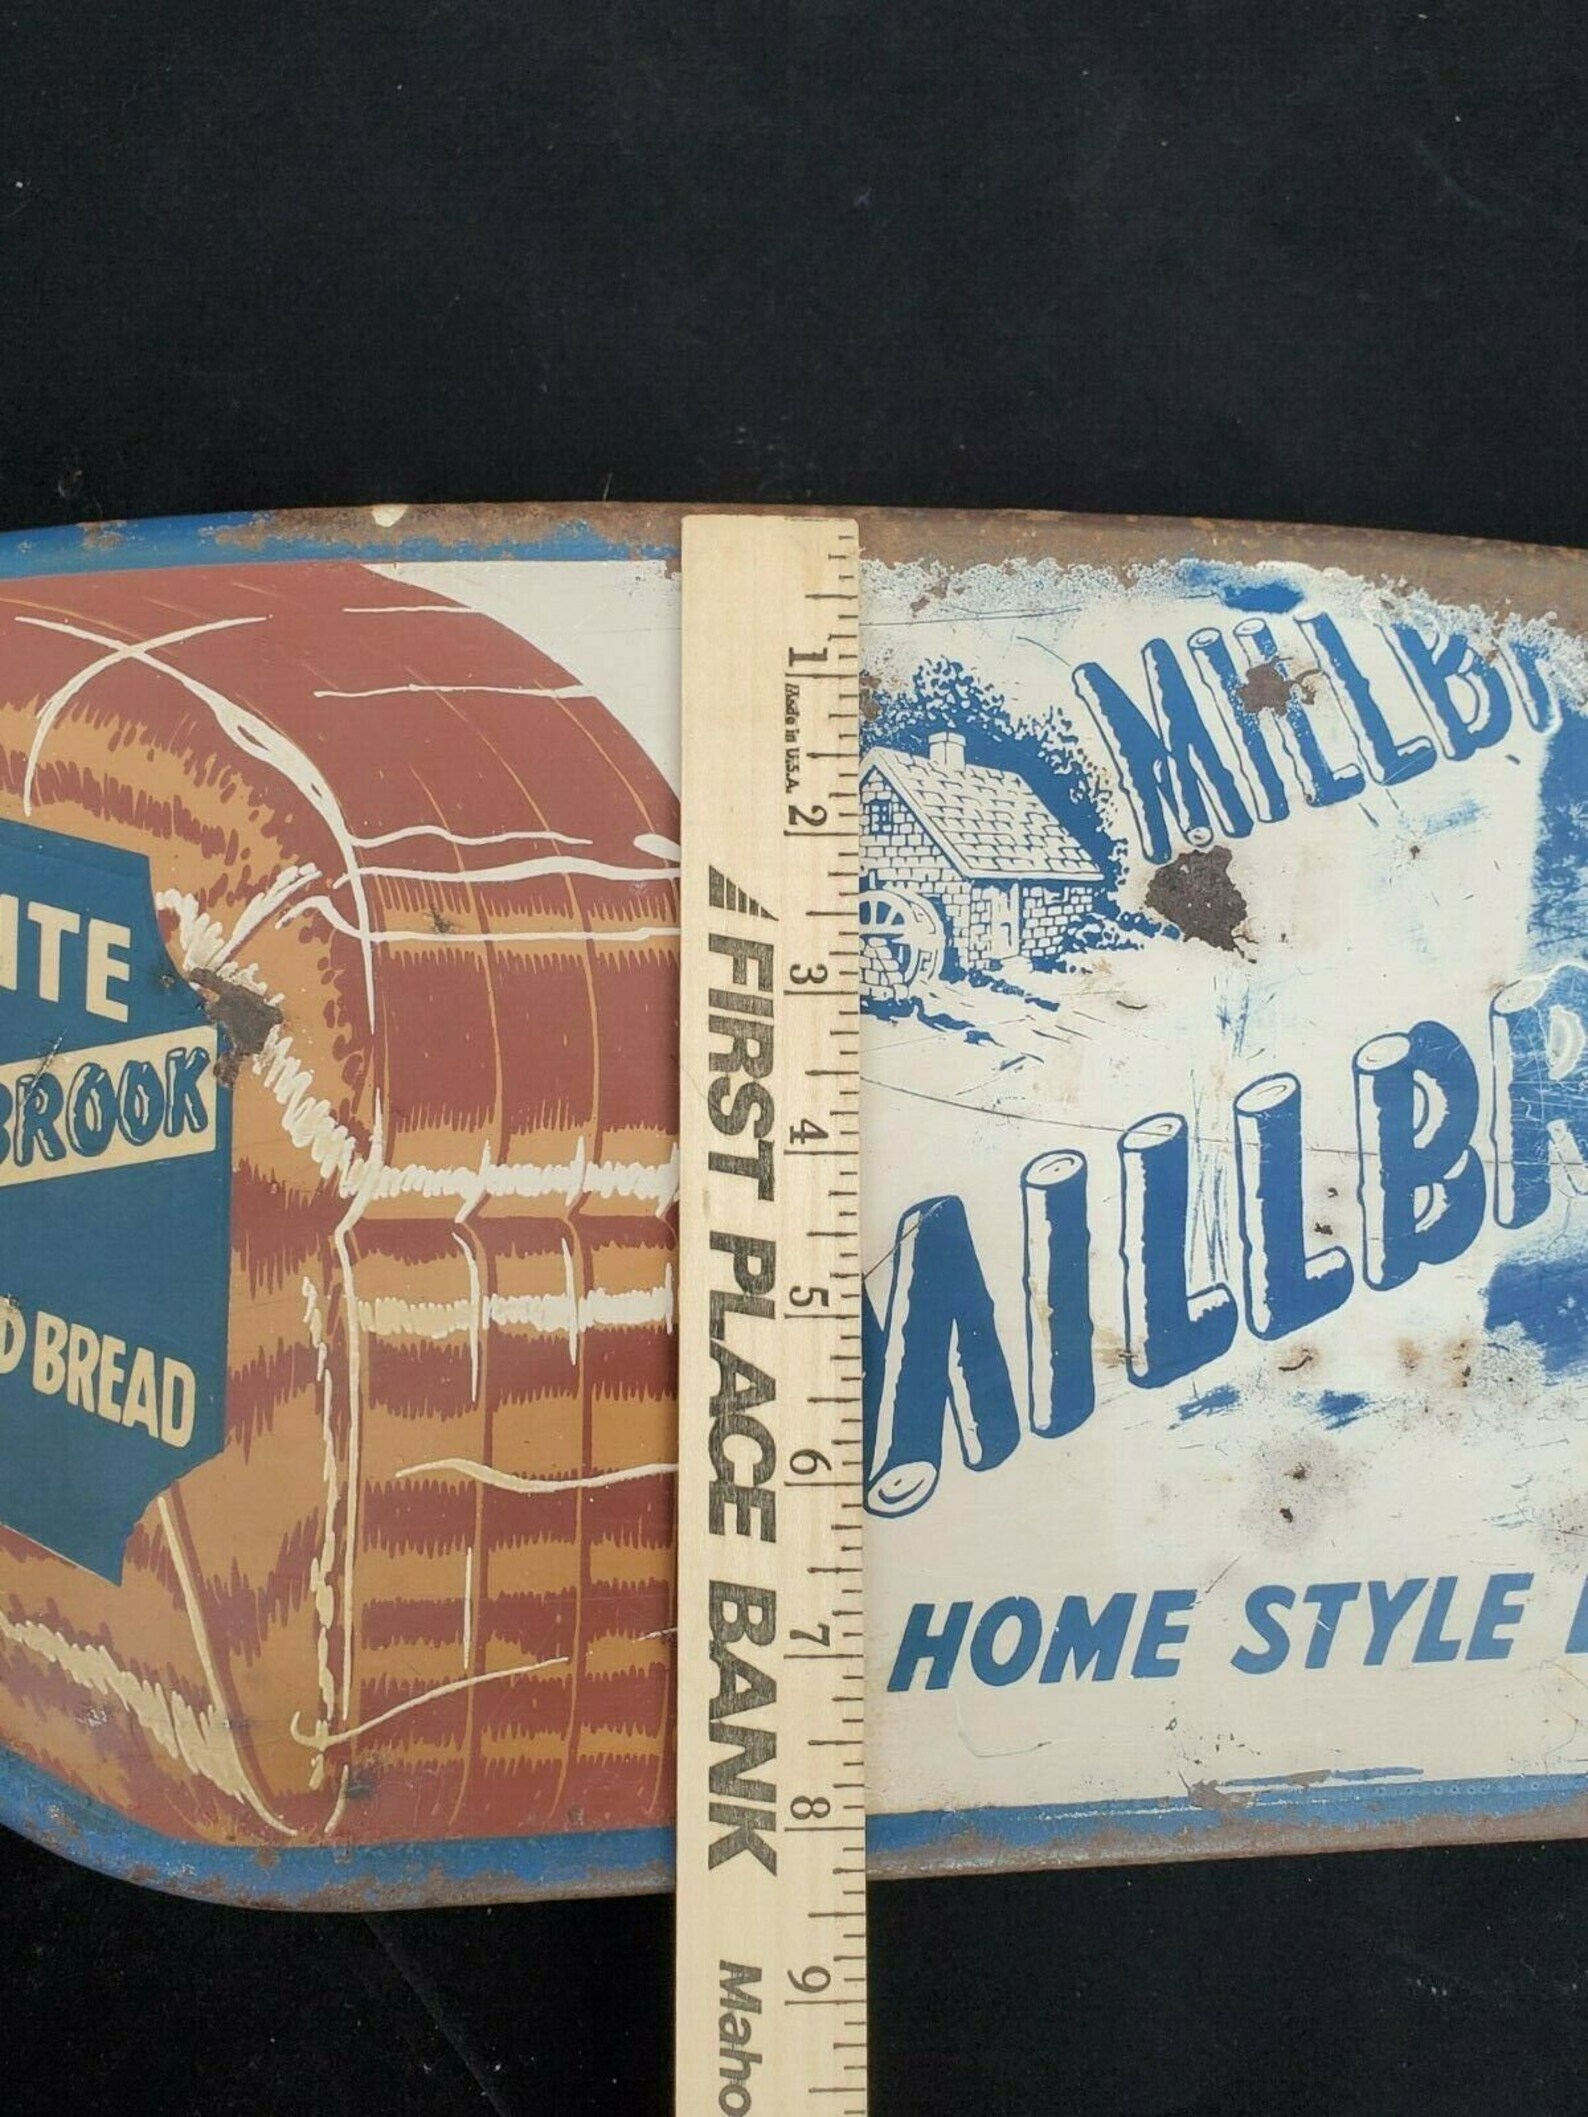 ITE
BROOK
D BREAD
1
Made in U.S.A.
2
3
4
5
6
7
8
9
FIRST PLACE BANK
Maho
MILLB
MILLBR
HOME STYLE